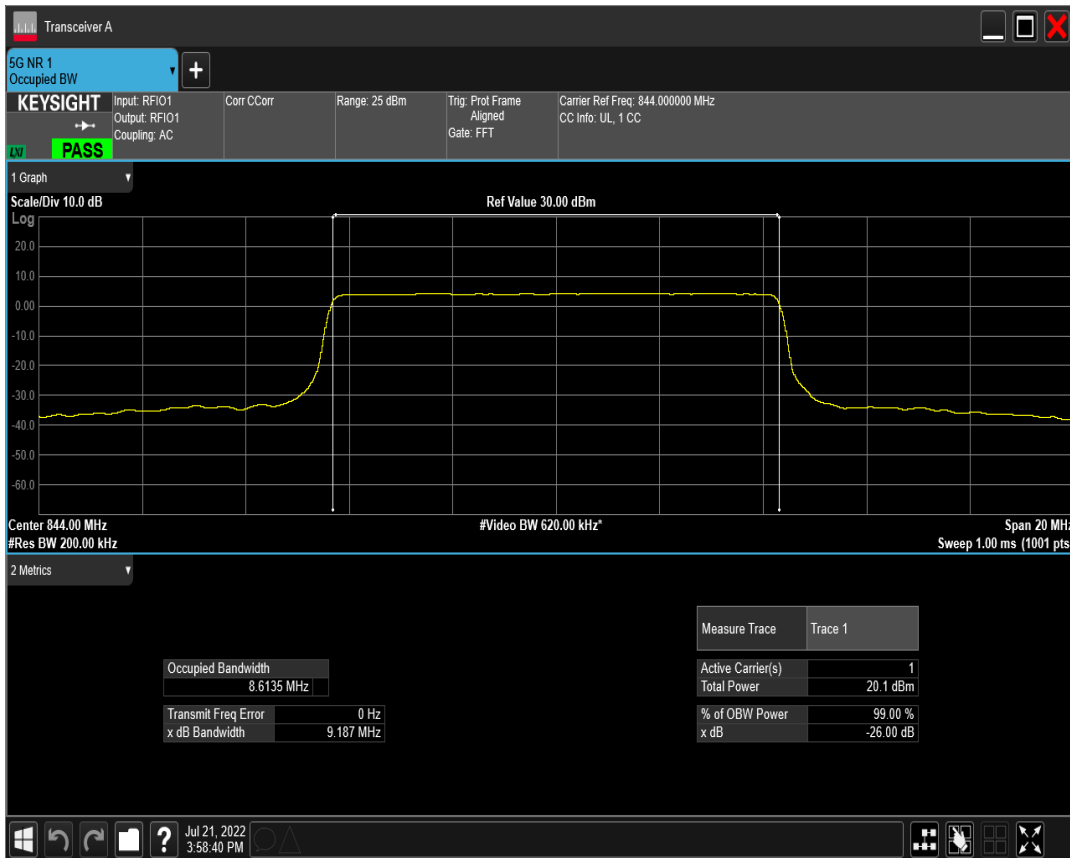 Transceiver A
5G NR 1
Occupied BW
+
KEYSIGHT
LXI
PASS
Input: RFIO1
Output: RFIO1
Coupling: AC
Corr CCorr
Range: 25 dBm
Trig: Prot Frame
Aligned
Gate: FFT
Carrier Ref Freq: 844.000000 MHz
CC Info: UL, 1 CC
1 Graph
Scale/Div 10.0 dB
Ref Value 30.00 dBm
Log
20.0
10.0
0.00
-10.0
-20.0
-30.0
-40.0
-50.0
-60.0
Center 844.00 MHz
#Video BW 620.00 kHz*
Span 20 MHz
#Res BW 200.00 kHz
Sweep 1.00 ms (1001 pts
2 Metrics
Measure Trace Trace 1
Occupied Bandwidth
8.6135 MHz
Active Carrier(s) 1
Total Power 20.1 dBm
Transmit Freq Error 0 Hz
x dB Bandwidth 9.187 MHz
% of OBW Power 99.00 %
x dB -26.00 dB
?
Jul 21, 2022
3:58:40 PM